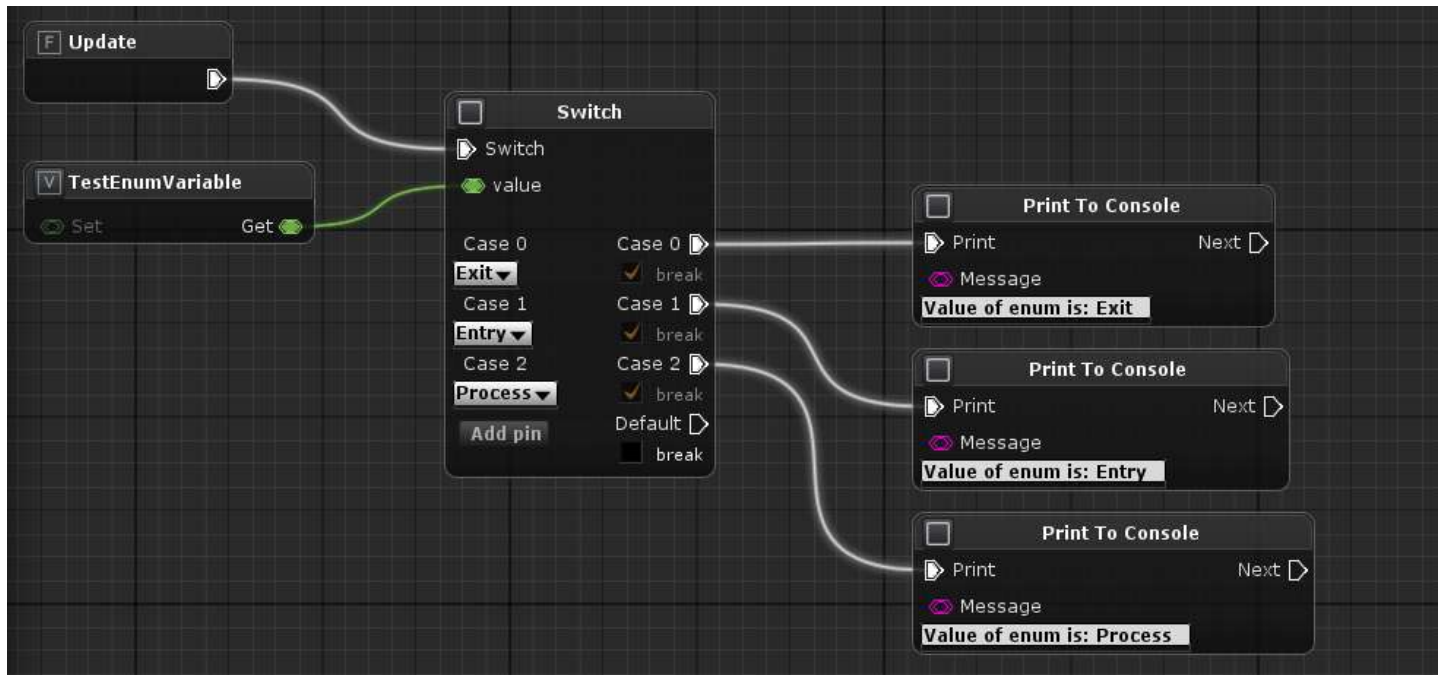 F Update
Switch
Switch
V TestEnumVariable
value
Set Get
Print To Console
Case 0 Case 0
Print Next
Exit break
Message
Case 1 Case 1
Value of enum is: Exit
Entry break
Case 2 Case 2
Print To Console
Process break
Print Next
Add pin Default
Message
break
Value of enum is: Entry
Print To Console
Print Next
Message
Value of enum is: Process